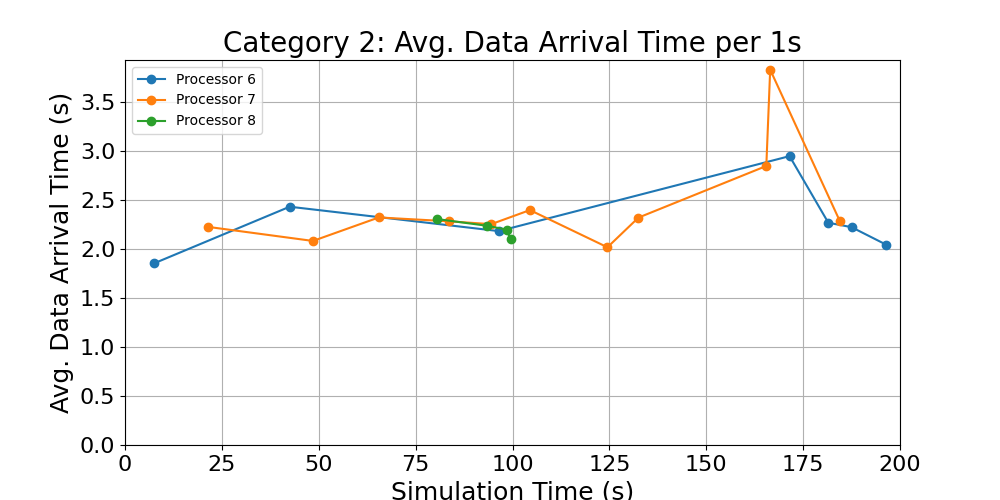 Category 2: Avg. Data Arrival Time per 1s
Avg. Data Arrival Time (s)
Processor 6
Processor 7
Processor 8
3.5
3.0
2.5
2.0
1.5
1.0
0.5
0.0
0 25 50 75 100 125 150 175 200
Simulation Time (s)